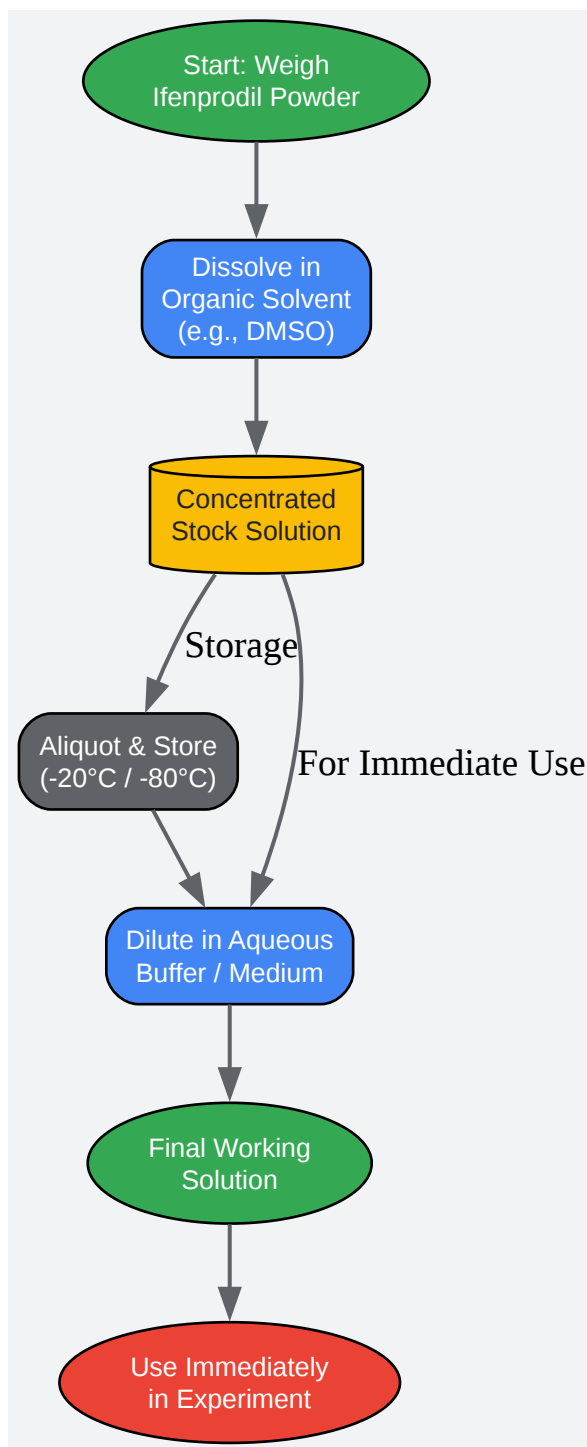 Start: Weigh
Ifenprodil Powder
Dissolve in
Organic Solvent
(e.g., DMSO)
Concentrated
Stock Solution
Storage
Aliquot & Store
(-20°C / -80°C)
For Immediate Use
Dilute in Aqueous
Buffer / Medium
Final Working
Solution
Use Immediately
in Experiment